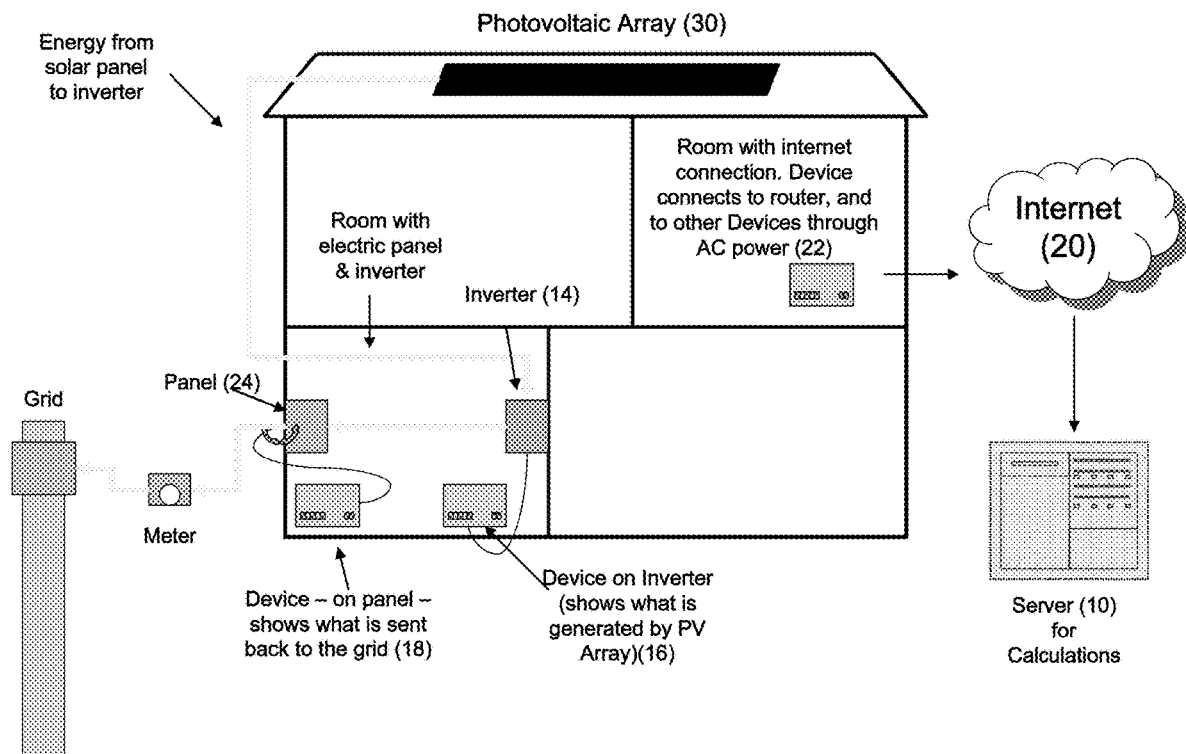 Photovoltaic Array (30)
Energy from
solar panel
to inverter
Room with internet
connection. Device
connects to router, and
to other Devices through
AC power (22)
Internet
(20)
Room with
electric panel
& inverter
Inverter (14)
Panel (24)
Grid
Meter
Device – on panel –
shows what is sent
back to the grid (18)
Device on Inverter
(shows what is
generated by PV
Array)(16)
Server (10)
for
Calculations